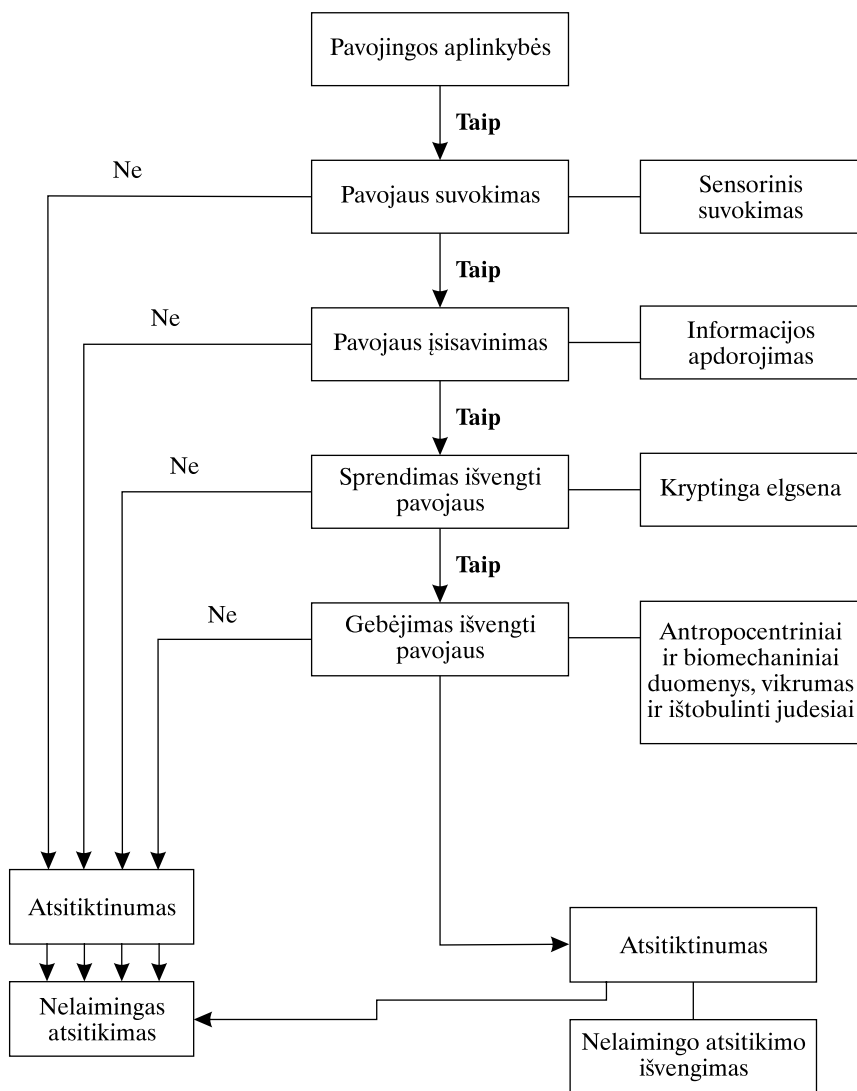 Pavojingos aplinkybės
Taip
Ne
Pavojaus suvokimas
Sensorinis
suvokimas
Taip
Ne
Pavojaus įsisavinimas
Informacijos
apdorojimas
Taip
Ne
Sprendimas išvengti
pavojaus
Kryptinga elgsena
Taip
Ne
Gebėjimas išvengti
pavojaus
Antropocentriniai
ir biomechaniniai
duomenys, vikrumas
ir ištobulinti judesiai
Atsitiktinumas
Atsitiktinumas
Nelaimingas
atsitikimas
Nelaimingo atsitikimo
išvengimas